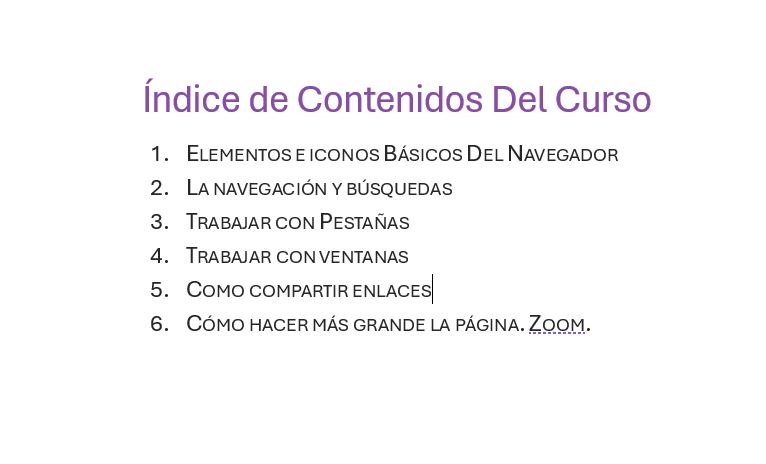 Índice de Contenidos Del Curso
1. Elementos e iconos Básicos Del Navegador
2. La navegación y búsquedas
3. Trabajar con Pestañas
4. Trabajar con ventanas
5. Como compartir enlaces
6. Cómo hacer más grande la página. Zoom.